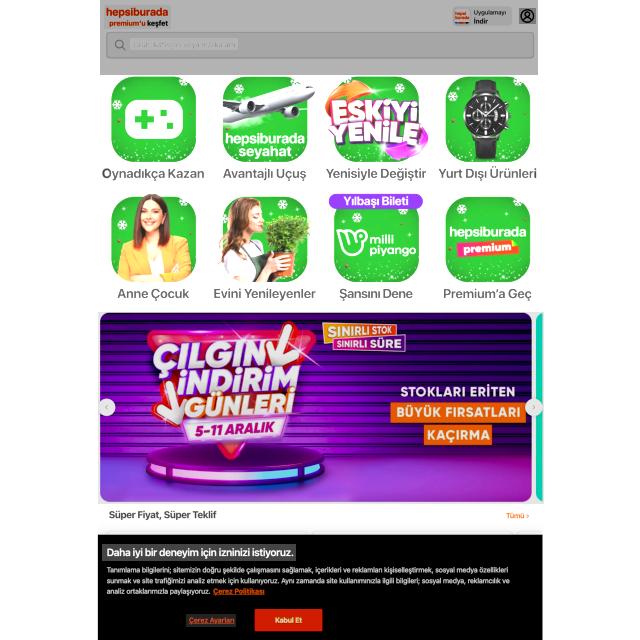 hepsiburada
premium'u keşfet
Uygulamayı
İndir
hepsiburada
seyahat
ESKİYİ
YENİLE
Oynadıkça Kazan
Avantajlı Uçuş
Yenisiyle Değiştir
Yurt Dışı Ürünleri
Yılbaşı Bileti
milli
piyango
hepsiburada
premium
Anne Çocuk
Evini Yenileyenler
Şansını Dene
Premium'a Geç
SINIRLI STOK
SINIRLI SÜRE
ÇILGIN
İNDİRİM
GÜNLERİ
5-11 ARALIK
STOKLARI ERİTEN
BÜYÜK FIRSATLARI
KAÇIRMA
Süper Fiyat, Süper Teklif
Tümü ›
Daha iyi bir deneyim için izninizi istiyoruz.
Tanımlama bilgilerini; sitemizin doğru şekilde çalışmasını sağlamak, içerikleri ve reklamları kişiselleştirmek, sosyal medya özellikleri
sunmak ve site trafiğimizi analiz etmek için kullanıyoruz. Aynı zamanda site kullanımınızla ilgili bilgileri; sosyal medya, reklamcılık ve
analiz ortaklarımızla paylaşıyoruz. Çerez Politikası
Çerez Ayarları
Kabul Et